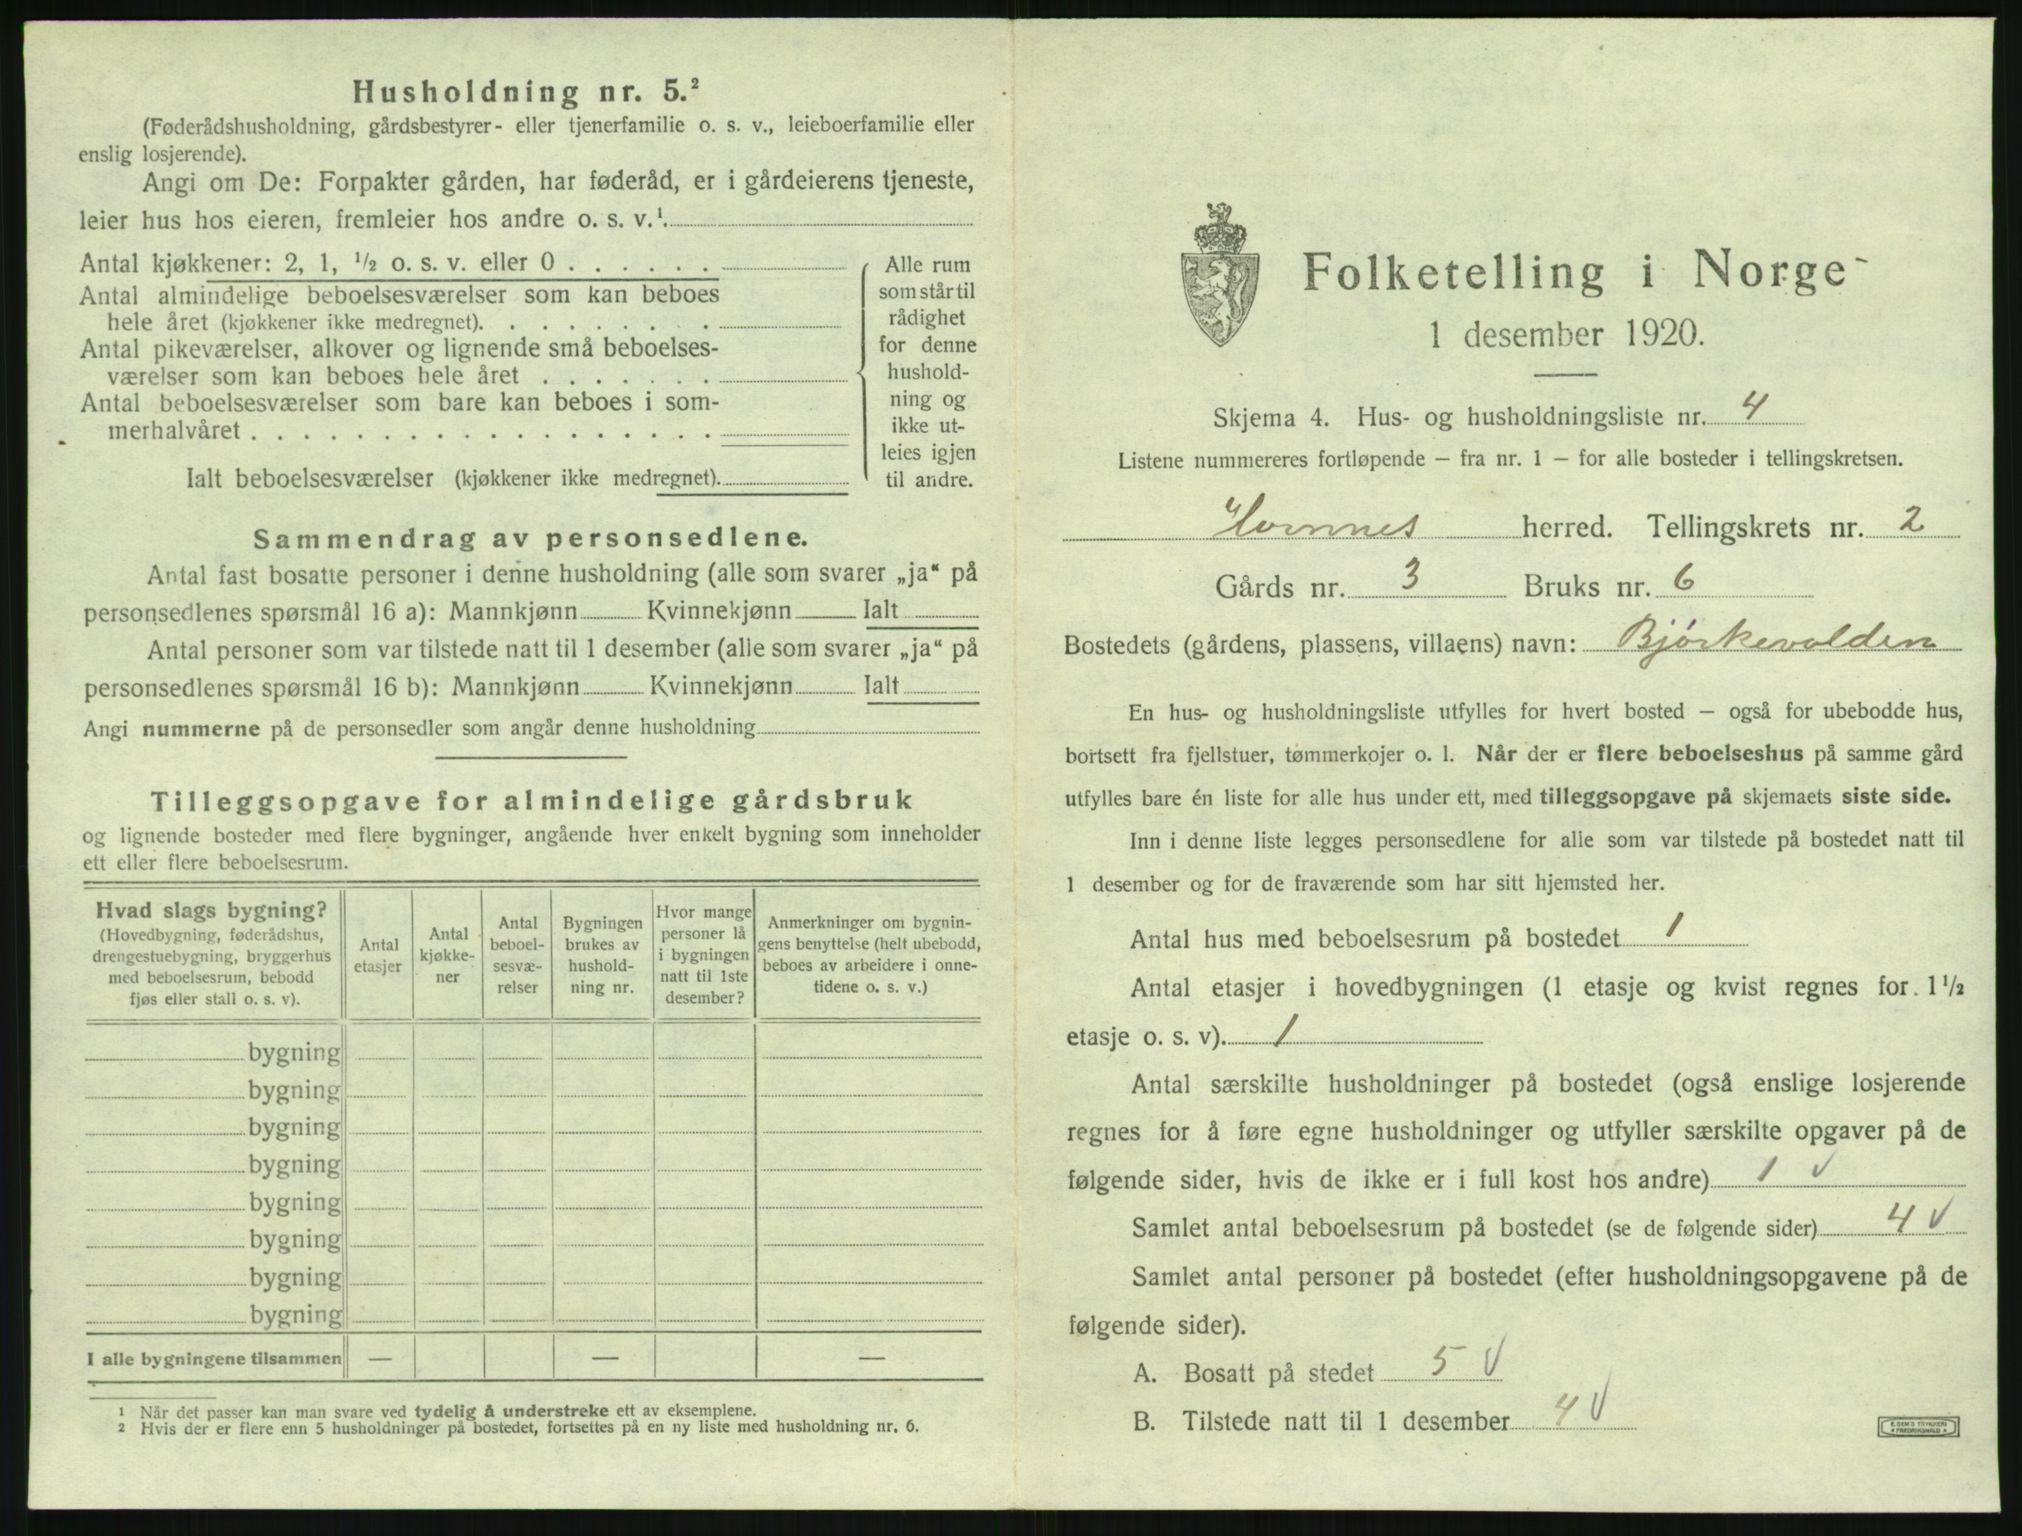 Husholdning nr. 5.²
(Føderådshusholdning, gårdsbestyrer- eller tjenerfamilie o. s. v., leieboerfamilie eller
enslig losjerende).
Angi om De: Forpakter gården, har føderåd, er i gårdeierens tjeneste,
leier hus hos eieren, fremleier hos andre o. s. v.¹.
Antal kjøkkener: 2, 1, ½ o. s. v. eller 0 . . . . . .
Antal almindelige beboelsesværelser som kan beboes
hele året (kjøkkener ikke medregnet). . . . . . . .
Antal pikeværelser, alkover og lignende små beboelses-
værelser som kan beboes hele året . . . . . . .
Antal beboelsesværelser som bare kan beboes i som-
merhalvåret . . . . . . . . . . . . . . . . . .
Ialt beboelsesværelser (kjøkkener ikke medregnet).
Alle rum
som står til
rådighet
for denne
hushold-
ning og
ikke ut-
leies igjen
til andre.
Sammendrag av personsedlene.
Antal fast bosatte personer i denne husholdning (alle som svarer „ja“ på
personsedlenes spørsmål 16 a): Mannkjønn Kvinnekjønn Ialt
Antal personer som var tilstede natt til 1 desember (alle som svarer „ja“ på
personsedlenes spørsmål 16 b): Mannkjønn Kvinnekjønn Ialt
Angi nummerne på de personsedler som angår denne husholdning
Tilleggsopgave for almindelige gårdsbruk
og lignende bosteder med flere bygninger, angående hver enkelt bygning som inneholder
ett eller flere beboelsesrum.
Hvad slags bygning?
(Hovedbygning, føderådshus,
drengestuebygning, bryggerhus
med beboelsesrum, bebodd
fjøs eller stall o. s. v).
Antal
etasjer
Antal
kjøkke-
ner
Antal
beboel-
sesvæ-
relser
Bygningen
brukes av
hushold-
ning nr.
Hvor mange
personer lå
i bygningen
natt til 1ste
desember?
Anmerkninger om bygnin-
gens benyttelse (helt ubebodd,
beboes av arbeidere i onne-
tidene o. s. v.)
bygning
bygning
bygning
bygning
bygning
bygning
bygning
bygning
I alle bygningene tilsammen — — —
¹ Når det passer kan man svare ved tydelig å understreke ett av eksemplene.
² Hvis der er flere enn 5 husholdninger på bostedet, fortsettes på en ny liste med husholdning nr. 6.
Folketelling i Norge
1 desember 1920.
Skjema 4. Hus- og husholdningsliste nr. 4
Listene nummereres fortløpende — fra nr. 1 — for alle bosteder i tellingskretsen.
Hornnes herred. Tellingskrets nr. 2
Gårds nr. 3 Bruks nr. 6
Bostedets (gårdens, plassens, villaens) navn: Bjørkevolden
En hus- og husholdningsliste utfylles for hvert bosted — også for ubebodde hus,
bortsett fra fjellstuer, tømmerkojer o. l. Når der er flere beboelseshus på samme gård
utfylles bare én liste for alle hus under ett, med tilleggsopgave på skjemaets siste side.
Inn i denne liste legges personsedlene for alle som var tilstede på bostedet natt til
1 desember og for de fraværende som har sitt hjemsted her.
Antal hus med beboelsesrum på bostedet 1
Antal etasjer i hovedbygningen (1 etasje og kvist regnes for 1½
etasje o. s. v). 1
Antal særskilte husholdninger på bostedet (også enslige losjerende
regnes for å føre egne husholdninger og utfyller særskilte opgaver på de
følgende sider, hvis de ikke er i full kost hos andre) 1 √
Samlet antal beboelsesrum på bostedet (se de følgende sider) 4 √
Samlet antal personer på bostedet (efter husholdningsopgavene på de
følgende sider).
A. Bosatt på stedet 5 √
B. Tilstede natt til 1 desember 4 √
E. SEM'S TRYKKERI
• FREDRIKSHALD •